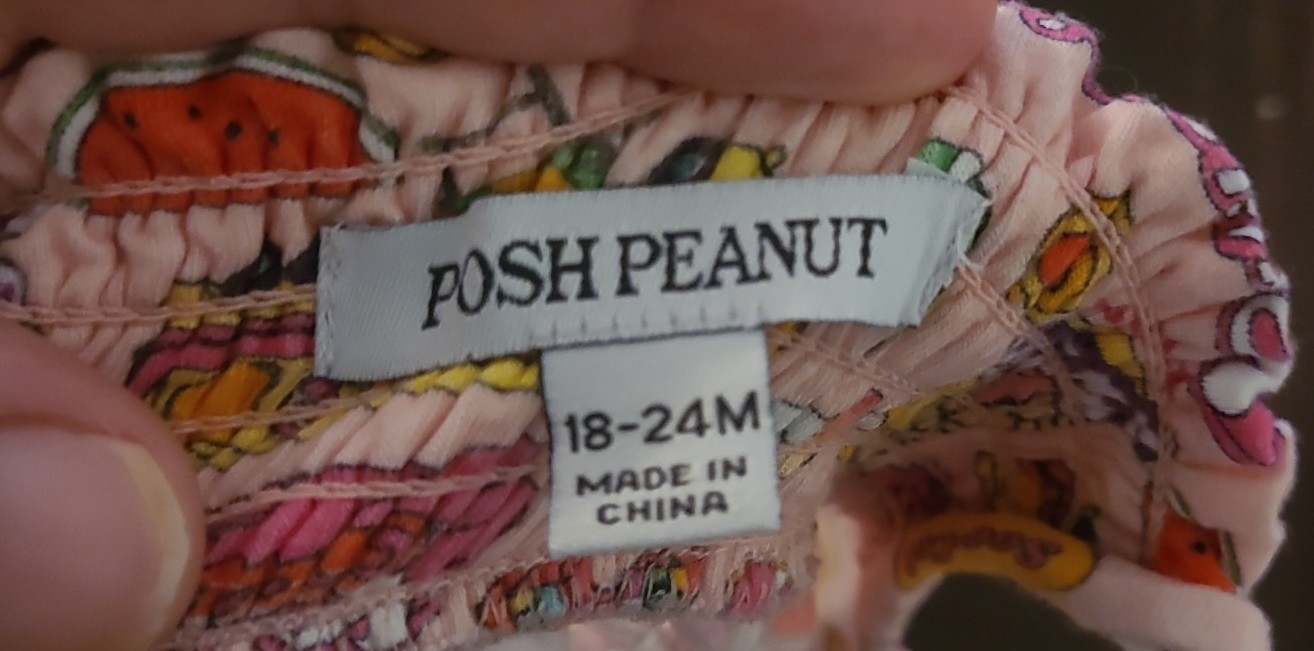 POSH PEANUT
18-24M
MADE IN
CHINA